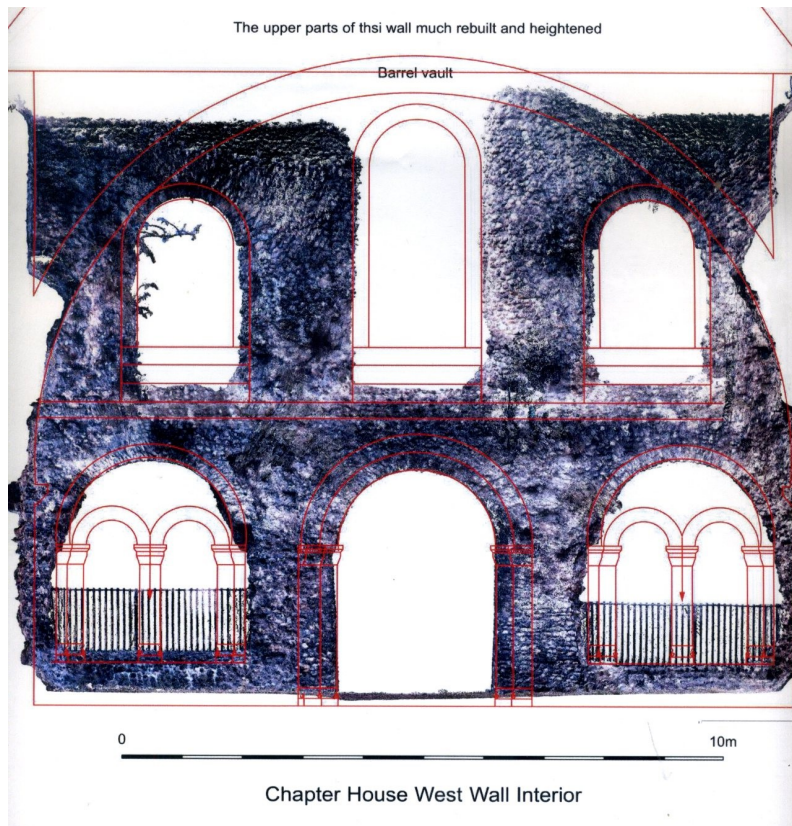 The upper parts of thsi wall much rebuilt and heightened
Barrel vault
0 10m
Chapter House West Wall Interior